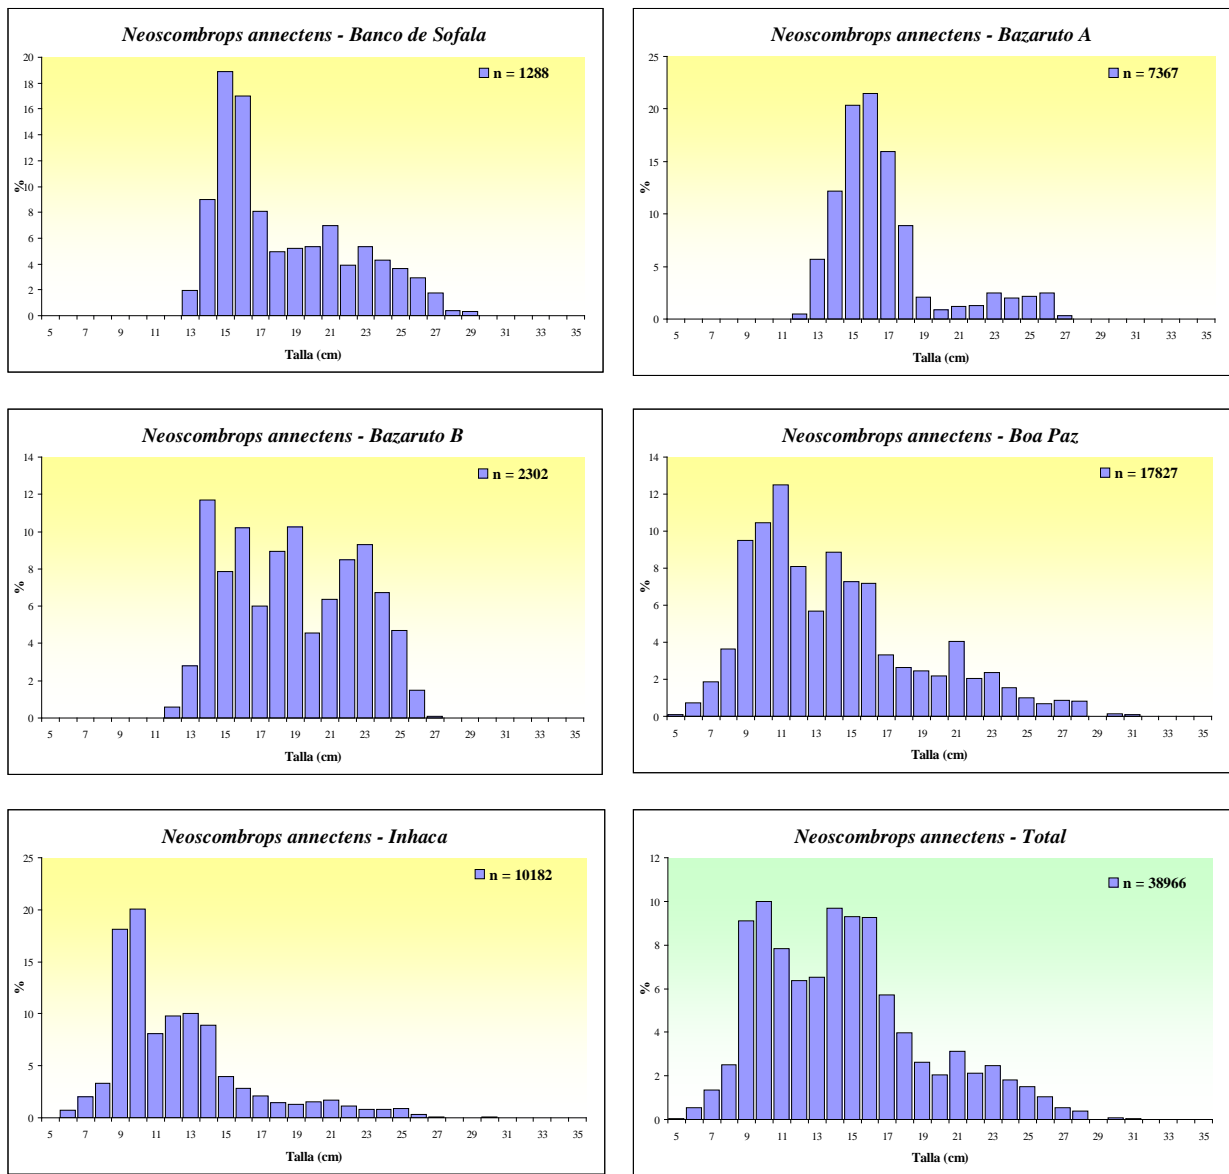 Neoscombrops annectens - Banco de Sofala
n = 1288
20
18
16
14
12
10
8
6
4
2
0
%
5 7 9 11 13 15 17 19 21 23 25 27 29 31 33 35
Talla (cm)
Neoscombrops annectens - Bazaruto A
n = 7367
25
20
15
10
5
0
%
5 7 9 11 13 15 17 19 21 23 25 27 29 31 33 35
Talla (cm)
Neoscombrops annectens - Bazaruto B
n = 2302
14
12
10
8
6
4
2
0
%
5 7 9 11 13 15 17 19 21 23 25 27 29 31 33 35
Talla (cm)
Neoscombrops annectens - Boa Paz
n = 17827
14
12
10
8
6
4
2
0
%
5 7 9 11 13 15 17 19 21 23 25 27 29 31 33 35
Talla (cm)
Neoscombrops annectens - Inhaca
n = 10182
25
20
15
10
5
0
%
5 7 9 11 13 15 17 19 21 23 25 27 29 31 33 35
Talla (cm)
Neoscombrops annectens - Total
n = 38966
12
10
8
6
4
2
0
%
5 7 9 11 13 15 17 19 21 23 25 27 29 31 33 35
Talla (cm)